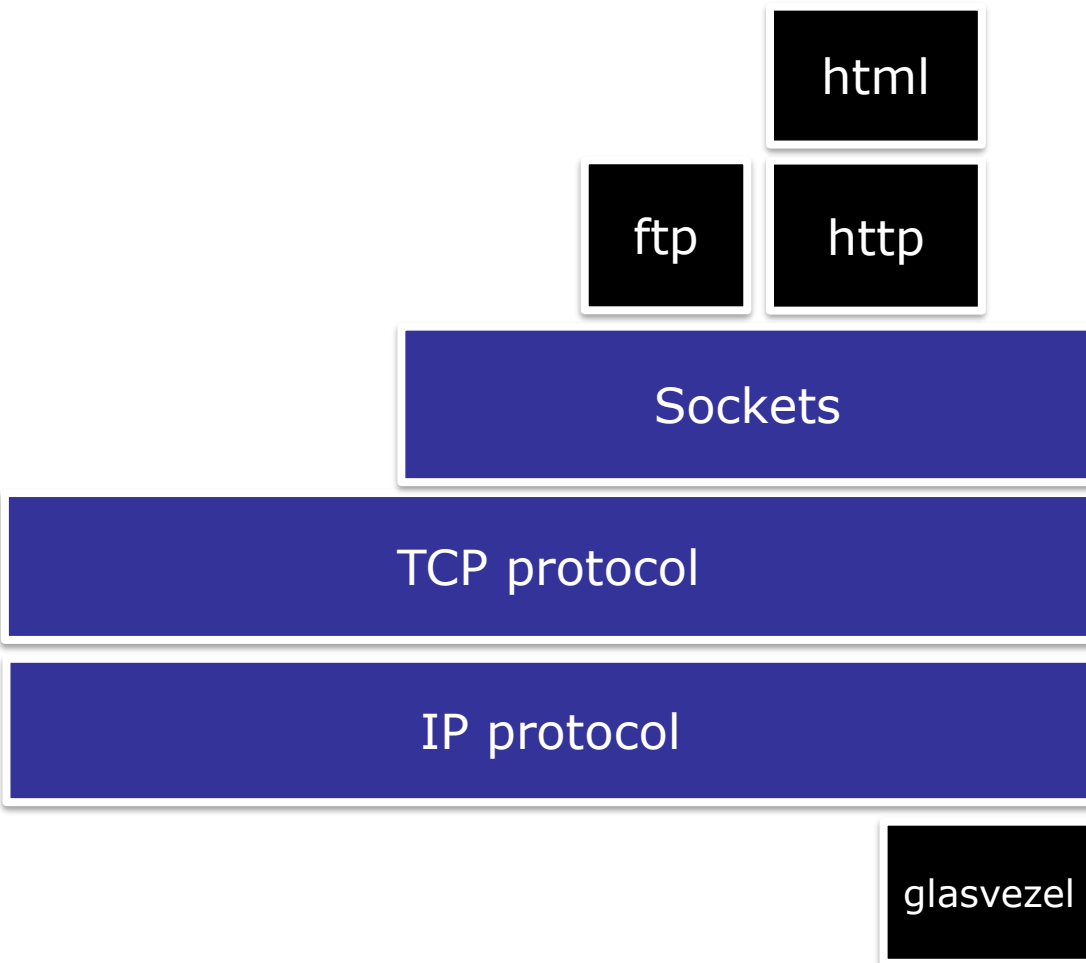 html
ftp
http
Sockets
TCP protocol
IP protocol
glasvezel